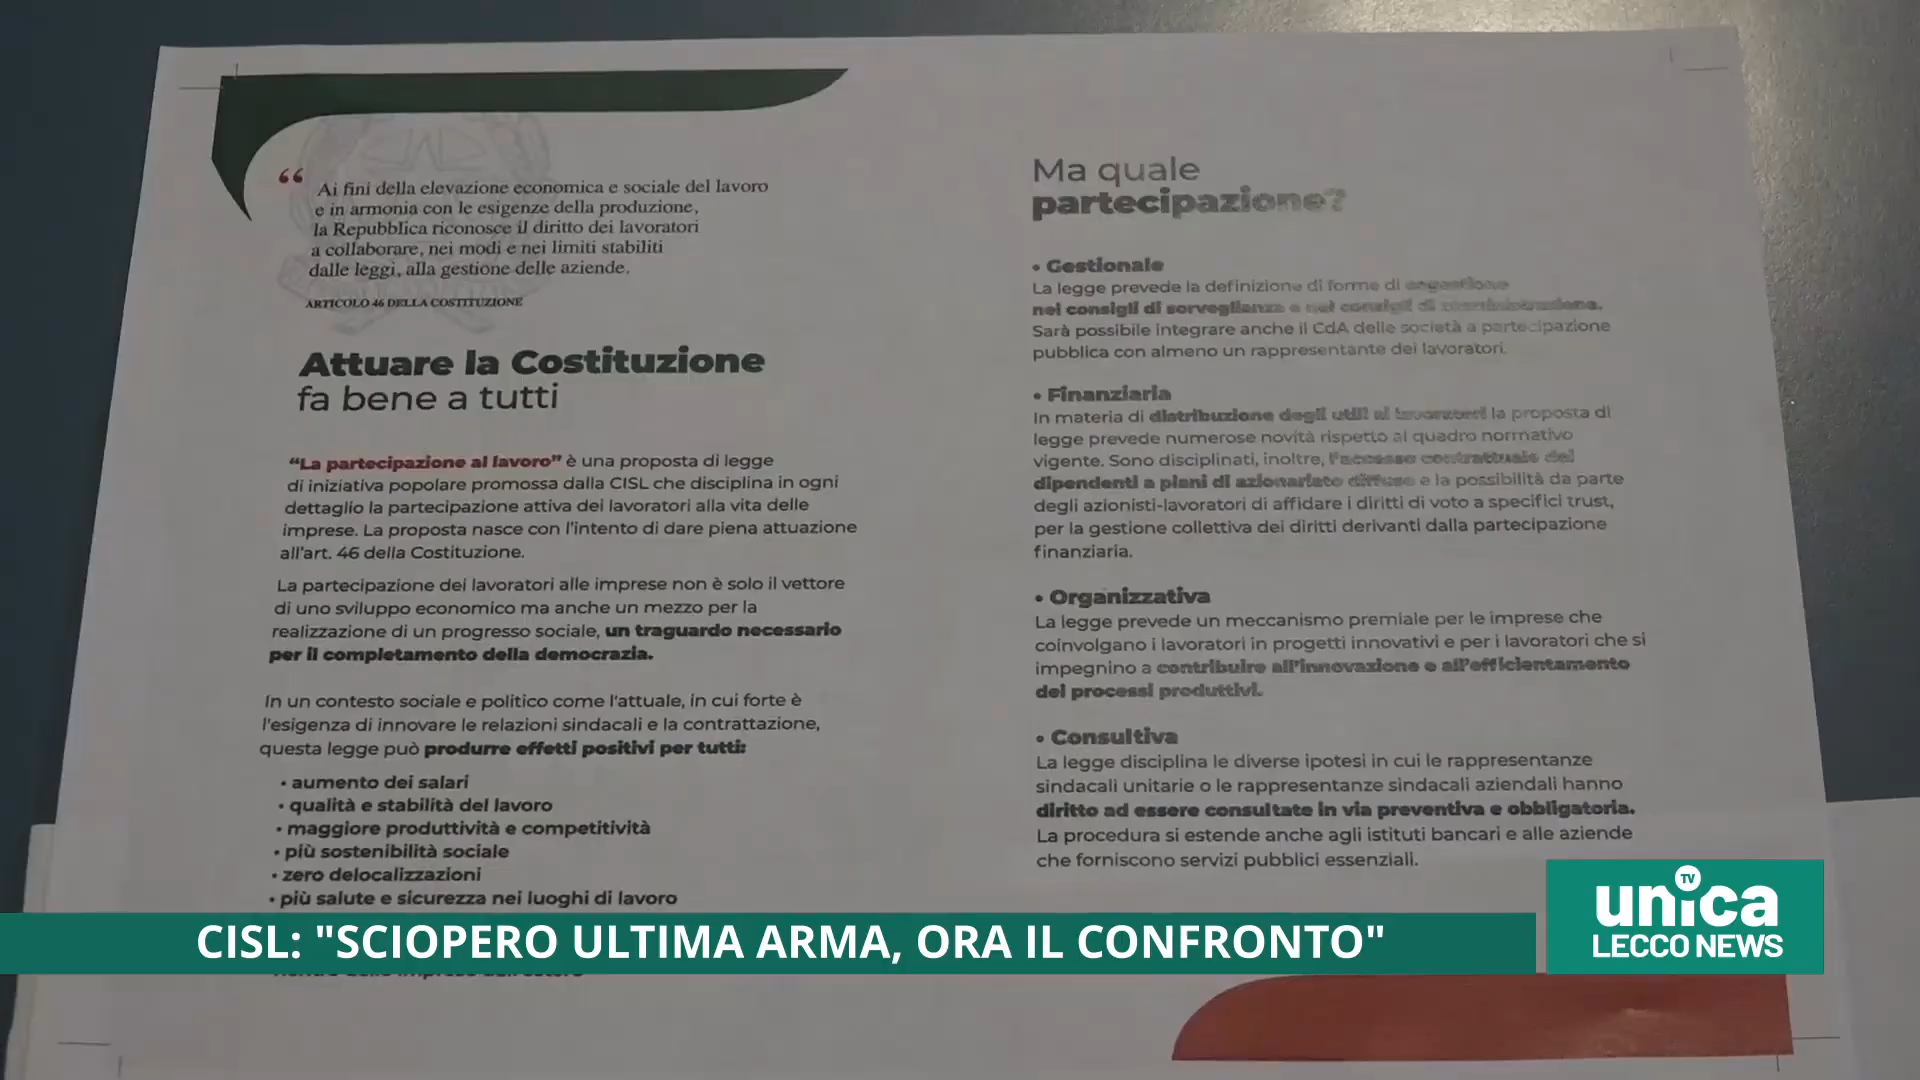 “ Ai fini della elevazione economica e sociale del lavoro
e in armonia con le esigenze della produzione,
la Repubblica riconosce il diritto dei lavoratori
a collaborare, nei modi e nei limiti stabiliti
dalle leggi, alla gestione delle aziende.
ARTICOLO 46 DELLA COSTITUZIONE
Attuare la Costituzione
fa bene a tutti
“La partecipazione al lavoro” è una proposta di legge
di iniziativa popolare promossa dalla CISL che disciplina in ogni
dettaglio la partecipazione attiva dei lavoratori alla vita delle
imprese. La proposta nasce con l'intento di dare piena attuazione
all'art. 46 della Costituzione.
La partecipazione dei lavoratori alle imprese non è solo il vettore
di uno sviluppo economico ma anche un mezzo per la
realizzazione di un progresso sociale, un traguardo necessario
per il completamento della democrazia.
In un contesto sociale e politico come l'attuale, in cui forte è
l'esigenza di innovare le relazioni sindacali e la contrattazione,
questa legge può produrre effetti positivi per tutti:
• aumento dei salari
• qualità e stabilità del lavoro
• maggiore produttività e competitività
• più sostenibilità sociale
• zero delocalizzazioni
• più salute e sicurezza nei luoghi di lavoro
Ma quale
partecipazione?
• Gestionale
La legge prevede la definizione di forme di cogestione
nei consigli di sorveglianza e nei consigli di amministrazione.
Sarà possibile integrare anche il CdA delle società a partecipazione
pubblica con almeno un rappresentante dei lavoratori.
• Finanziaria
In materia di distribuzione degli utili ai lavoratori la proposta di
legge prevede numerose novità rispetto al quadro normativo
vigente. Sono disciplinati, inoltre, l'accesso contrattuale dei
dipendenti a piani di azionariato diffuso e la possibilità da parte
degli azionisti-lavoratori di affidare i diritti di voto a specifici trust,
per la gestione collettiva dei diritti derivanti dalla partecipazione
finanziaria.
• Organizzativa
La legge prevede un meccanismo premiale per le imprese che
coinvolgano i lavoratori in progetti innovativi e per i lavoratori che si
impegnino a contribuire all'innovazione e all'efficientamento
dei processi produttivi.
• Consultiva
La legge disciplina le diverse ipotesi in cui le rappresentanze
sindacali unitarie o le rappresentanze sindacali aziendali hanno
diritto ad essere consultate in via preventiva e obbligatoria.
La procedura si estende anche agli istituti bancari e alle aziende
che forniscono servizi pubblici essenziali.
CISL: "SCIOPERO ULTIMA ARMA, ORA IL CONFRONTO"
unica TV
LECCO NEWS